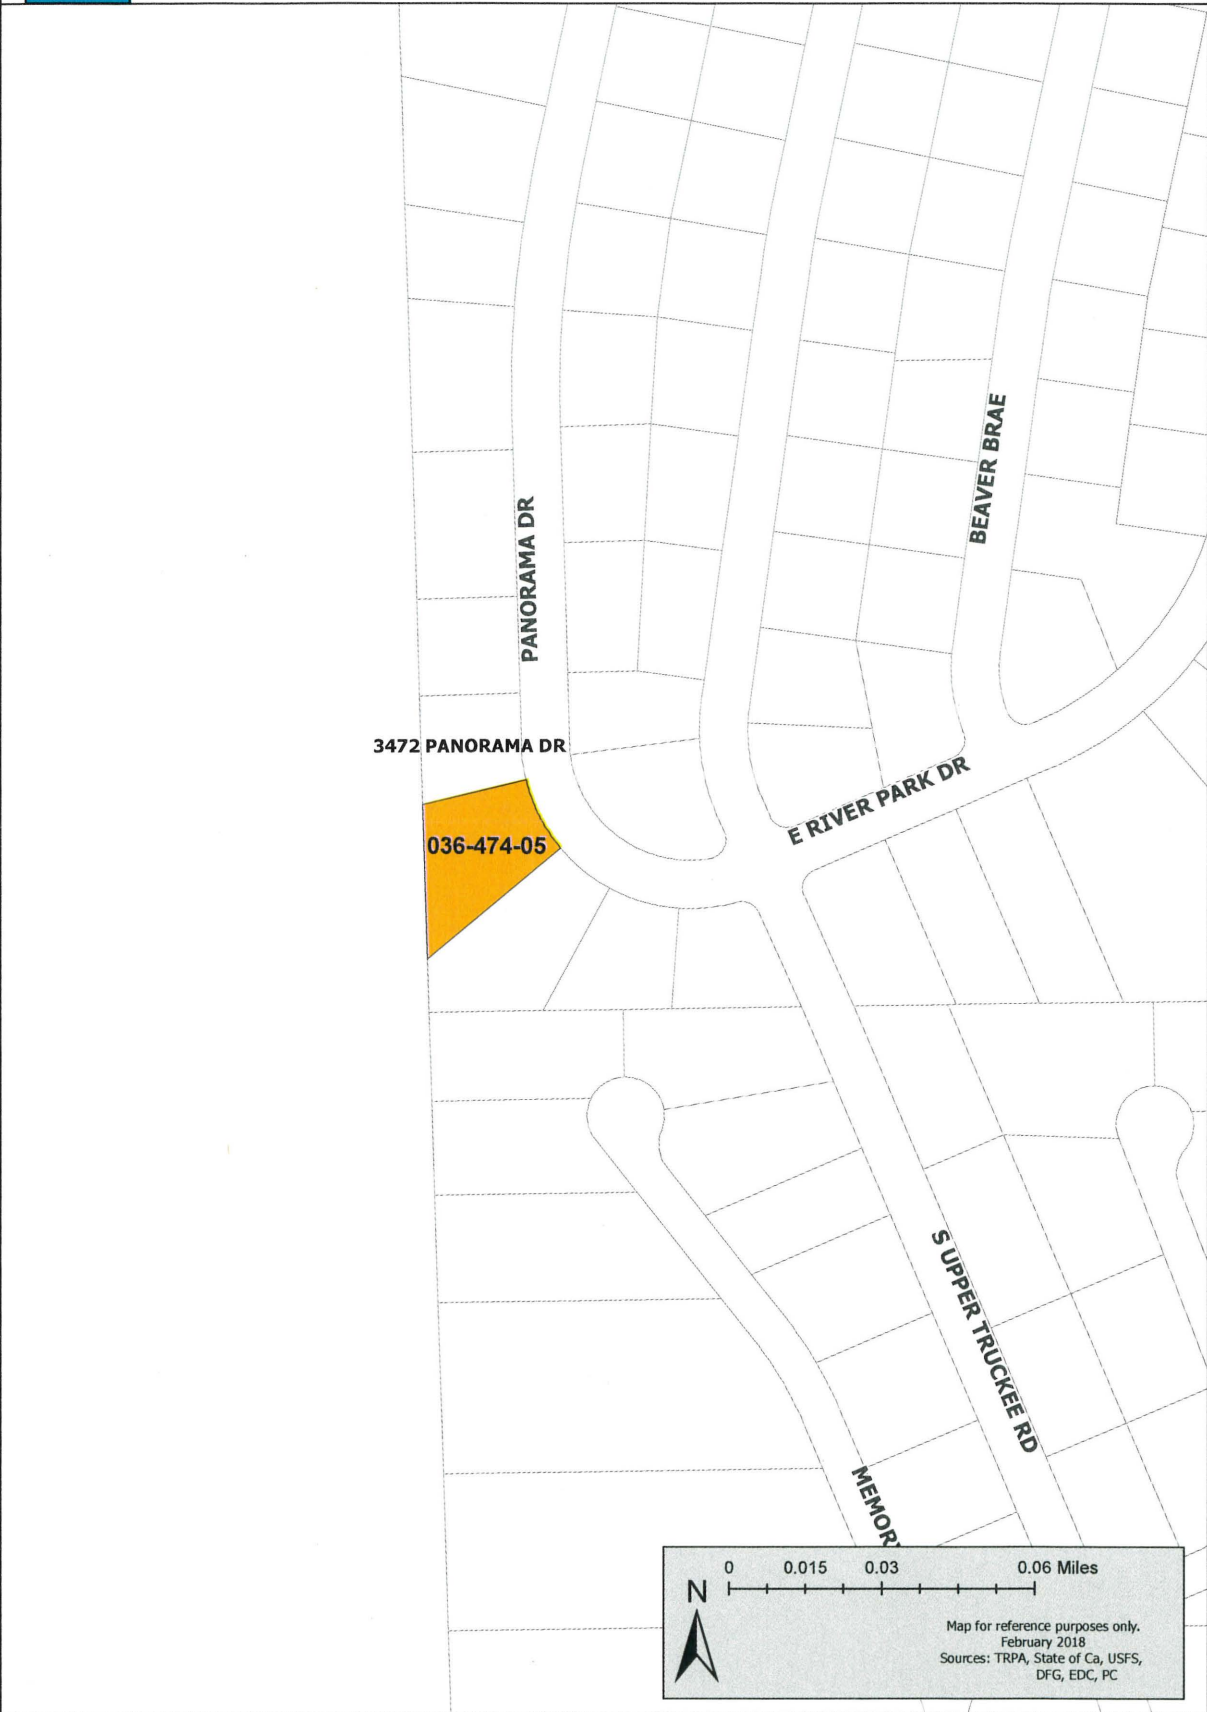 PANORAMA DR
BEAVER BRAE
3472 PANORAMA DR
E RIVER PARK DR
036-474-05
S UPPER TRUCKEE RD
0 0.015 0.03 0.06 Miles
N
Map for reference purposes only.
February 2018
Sources: TRPA, State of Ca, USFS,
DFG, EDC, PC